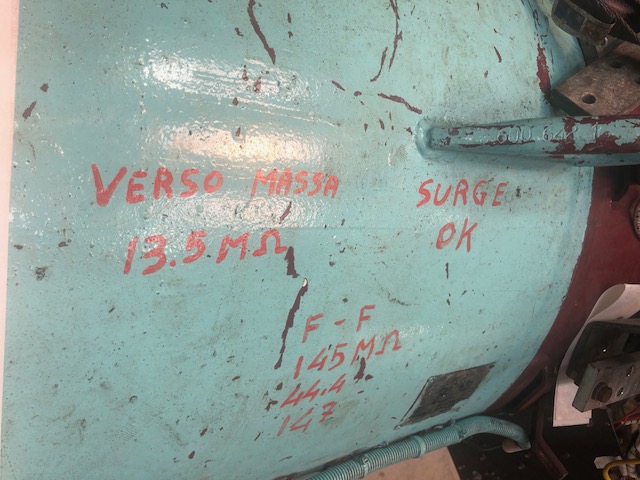 VERSO MASSA
13.5 MΩ
SURGE
OK
F - F
145 MΩ
44.4
147